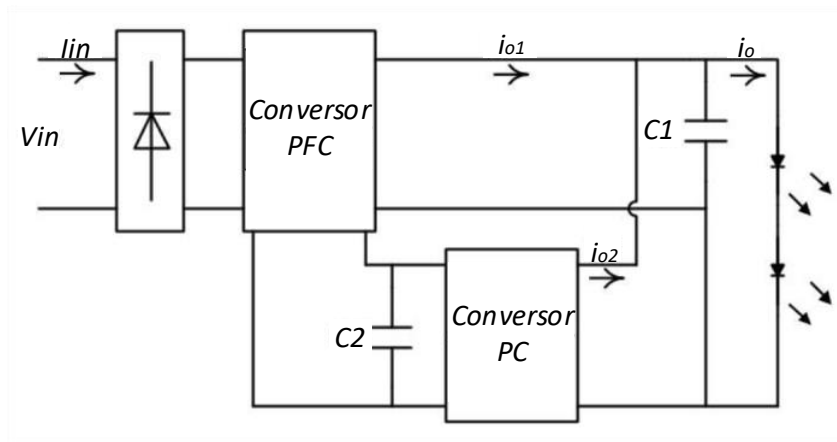 Iin
Vin
Conversor
PFC
io1
io
C1
io2
C2
Conversor
PC